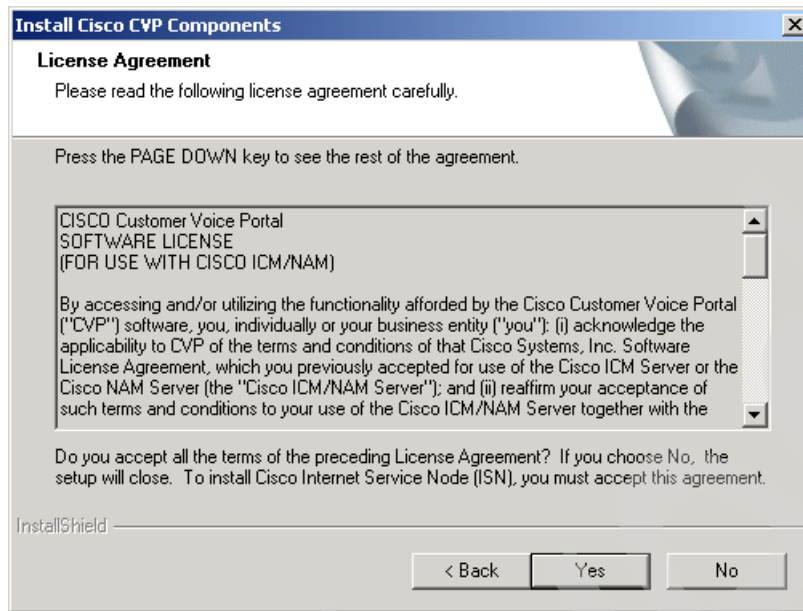 Install Cisco CVP Components
License Agreement
Please read the following license agreement carefully.
Press the PAGE DOWN key to see the rest of the agreement.
CISCO Customer Voice Portal
SOFTWARE LICENSE
(FOR USE WITH CISCO ICM/NAM)
By accessing and/or utilizing the functionality afforded by the Cisco Customer Voice Portal
("CVP") software, you, individually or your business entity ("you"): (i) acknowledge the
applicability to CVP of the terms and conditions of that Cisco Systems, Inc. Software
License Agreement, which you previously accepted for use of the Cisco ICM Server or the
Cisco NAM Server (the "Cisco ICM/NAM Server"); and (ii) reaffirm your acceptance of
such terms and conditions to your use of the Cisco ICM/NAM Server together with the
Do you accept all the terms of the preceding License Agreement?  If you choose No,  the
setup will close.  To install Cisco Internet Service Node (ISN), you must accept this agreement.
InstallShield
< Back
Yes
No